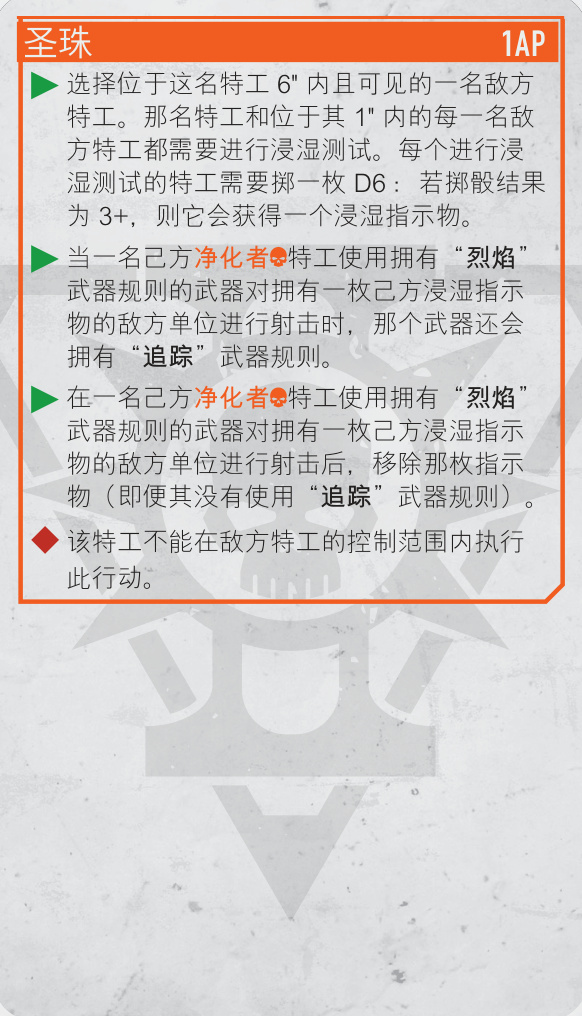 圣珠
1AP
选择位于这名特工 6" 内且可见的一名敌方
特工。那名特工和位于其 1" 内的每一名敌
方特工都需要进行浸湿测试。每个进行浸
湿测试的特工需要掷一枚 D6：若掷骰结果
为 3+，则它会获得一个浸湿指示物。
当一名己方净化者特工使用拥有“烈焰”
武器规则的武器对拥有一枚己方浸湿指示
物的敌方单位进行射击时，那个武器还会
拥有“追踪”武器规则。
在一名己方净化者特工使用拥有“烈焰”
武器规则的武器对拥有一枚己方浸湿指示
物的敌方单位进行射击后，移除那枚指示
物（即便其没有使用“追踪”武器规则）。
该特工不能在敌方特工的控制范围内执行
此行动。